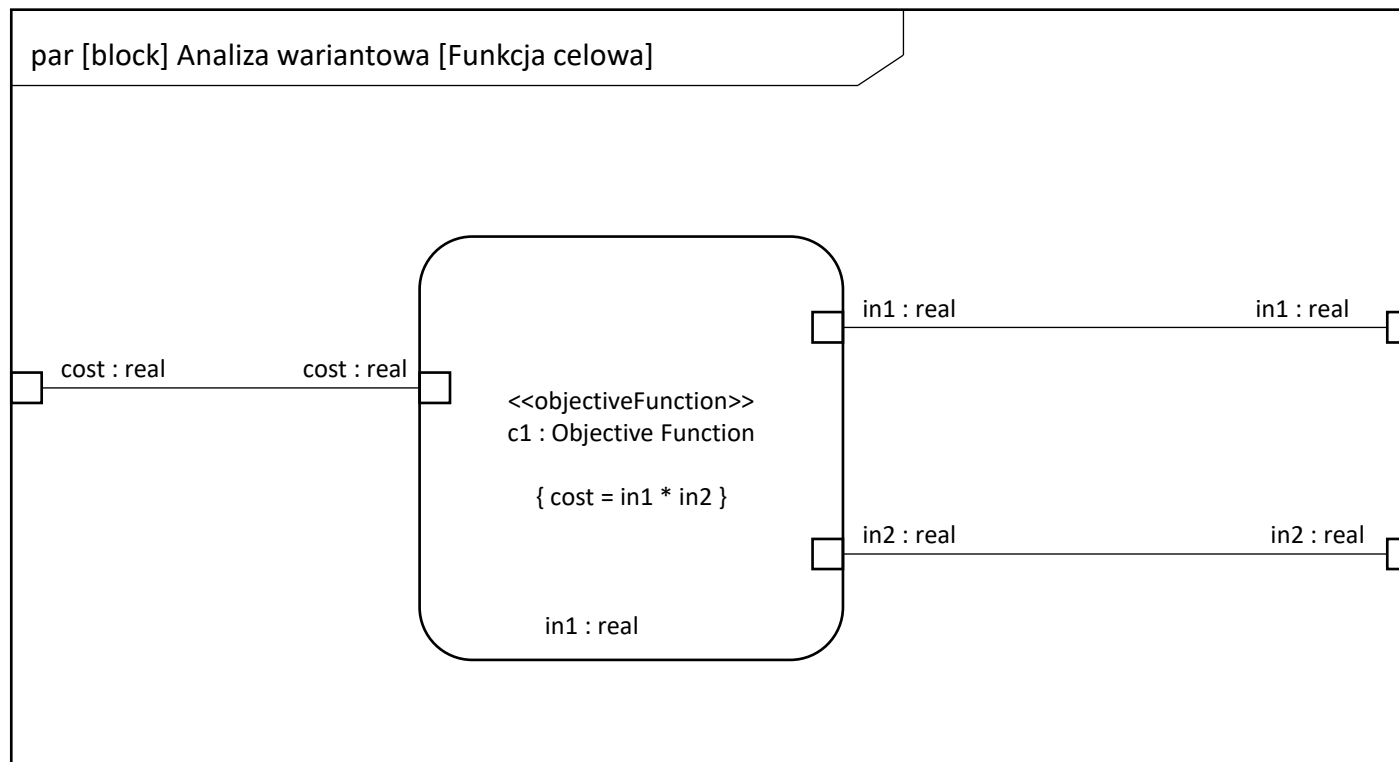 par [block] Analiza wariantowa [Funkcja celowa]
in1 : real
in1 : real
cost : real
cost : real
<<objectiveFunction>>
c1 : Objective Function
{ cost = in1 * in2 }
in2 : real
in2 : real
in1 : real